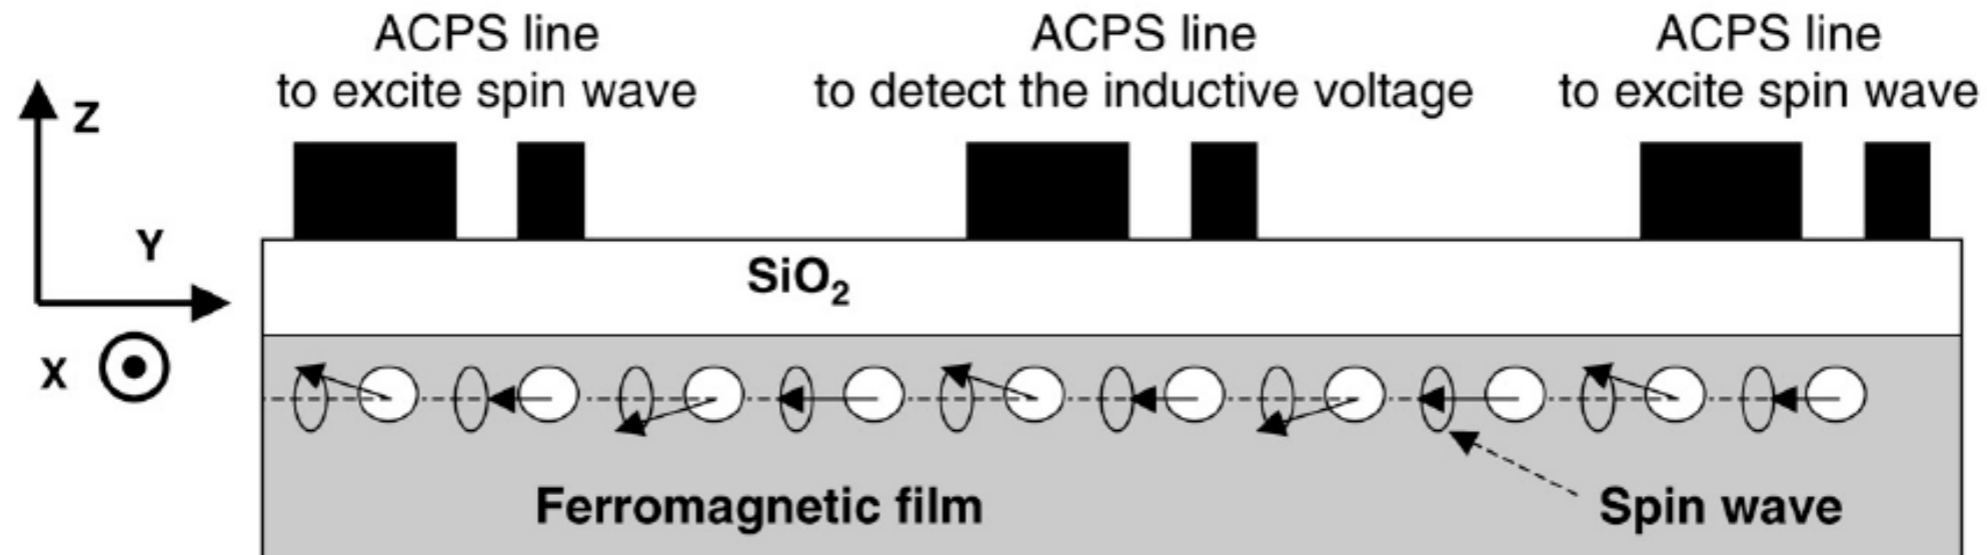 ACPS line
to excite spin wave
ACPS line
to detect the inductive voltage
ACPS line
to excite spin wave
Z
Y
X
SiO₂
Ferromagnetic film
Spin wave